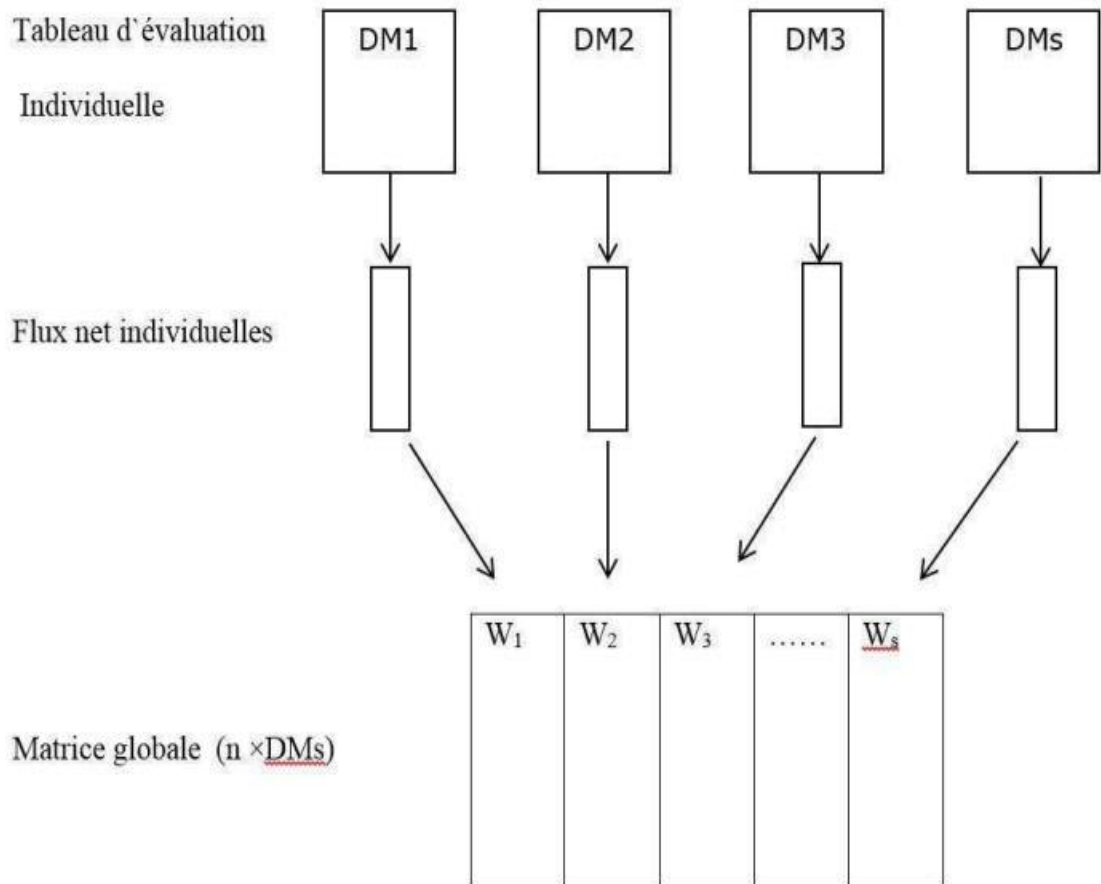 Tableau d`évaluation
Individuelle
DM1
DM2
DM3
DMs
Flux net individuelles
W₁
W₂
W₃
......
Wₛ
Matrice globale (n ×DMs)